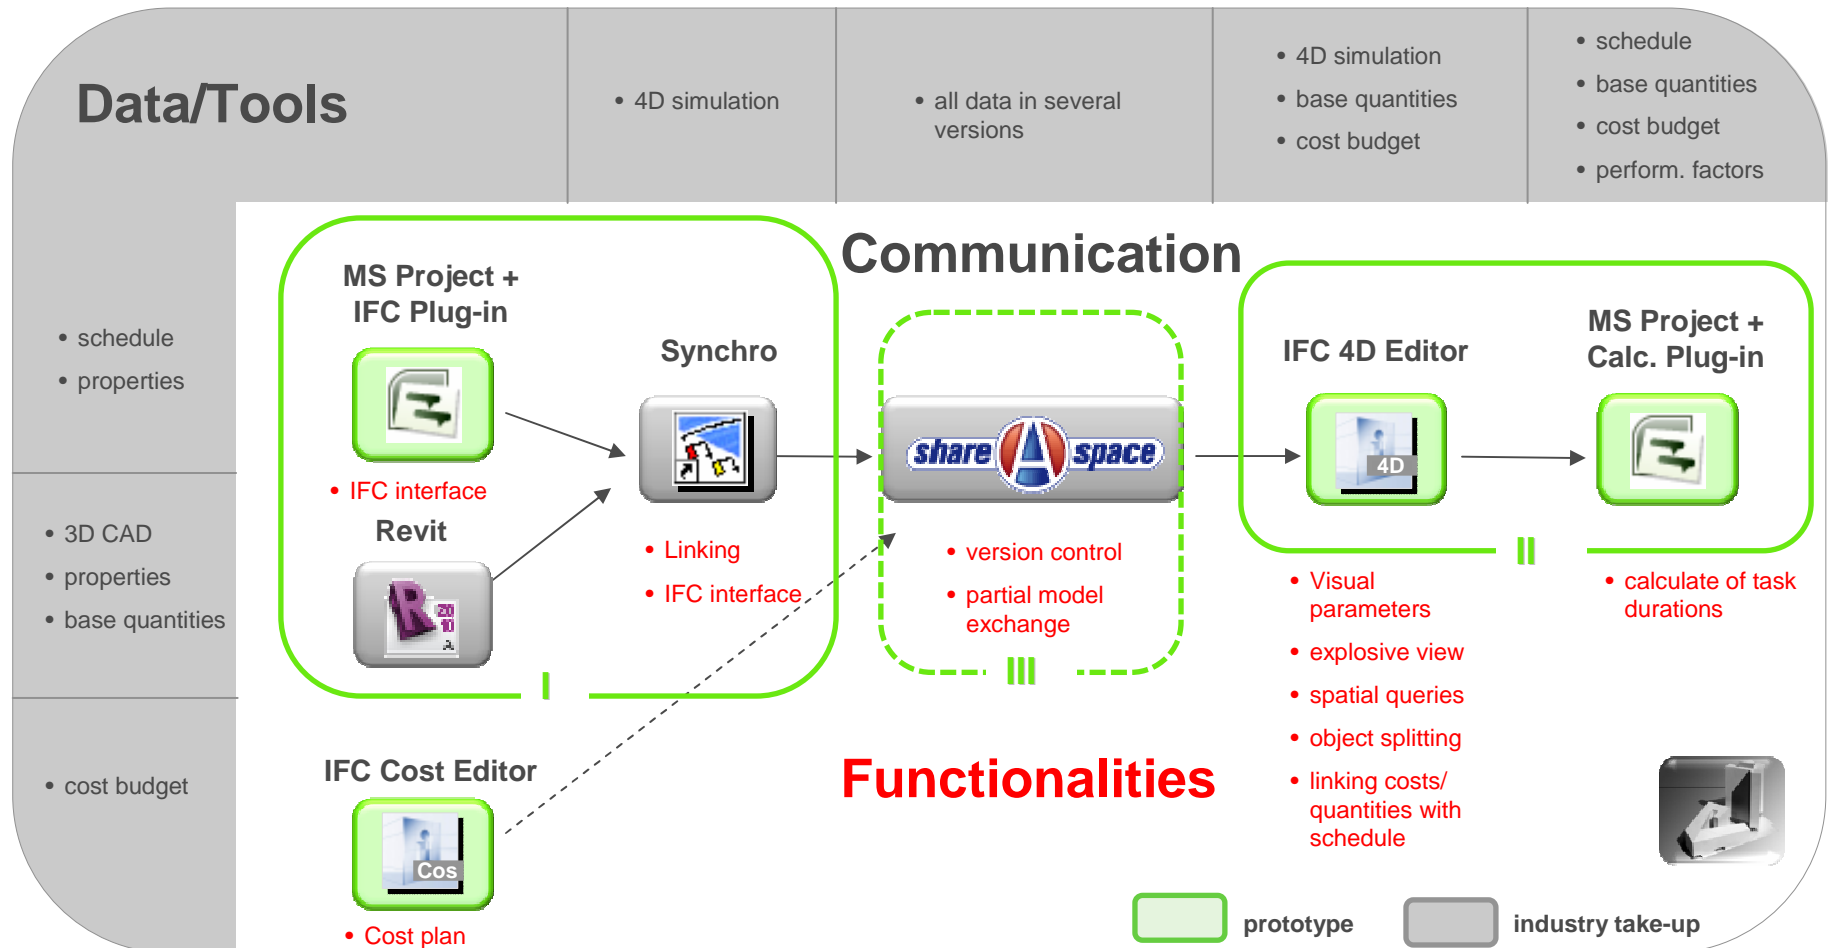 Data/Tools
• 4D simulation
• all data in several
versions
• 4D simulation
• base quantities
• cost budget
• schedule
• base quantities
• cost budget
• perform. factors
• schedule
• properties
• 3D CAD
• properties
• base quantities
• cost budget
Communication
MS Project +
IFC Plug-in
• IFC interface
Revit
R
20
10
A
Synchro
• Linking
• IFC interface
I
share A space
• version control
• partial model
exchange
III
IFC 4D Editor
4D
MS Project +
Calc. Plug-in
II
• Visual
parameters
• explosive view
• spatial queries
• object splitting
• linking costs/
quantities with
schedule
• calculate of task
durations
IFC Cost Editor
Cos
• Cost plan
Functionalities
prototype
industry take-up